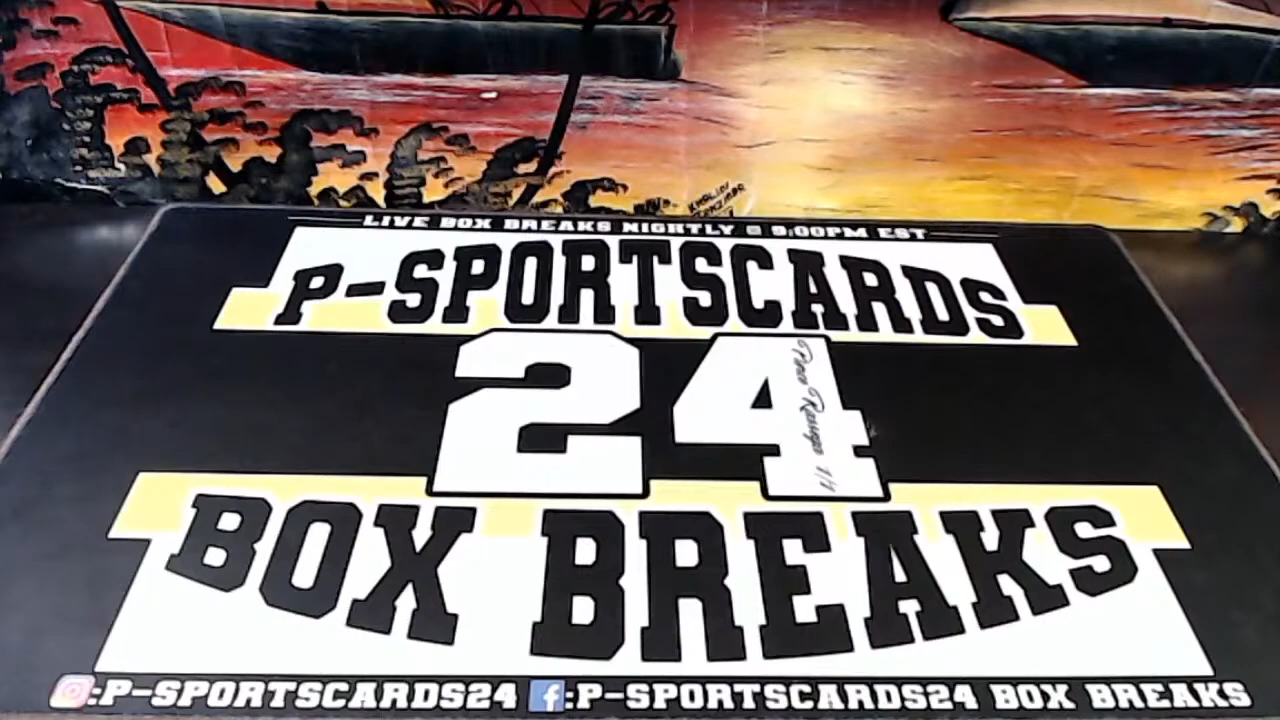 LIVE BOX BREAKS NIGHTLY @ 9:00PM EST
P-SPORTSCARDS
24
BOX BREAKS
:P-SPORTSCARDS24 :P-SPORTSCARDS24 BOX BREAKS